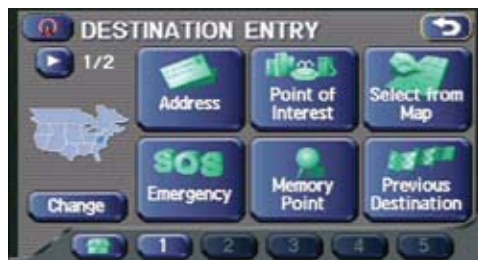 DESTINATION ENTRY
1/2
Address
Point of
Interest
Select from
Map
SOS
Emergency
Memory
Point
Previous
Destination
Change
1 2 3 4 5